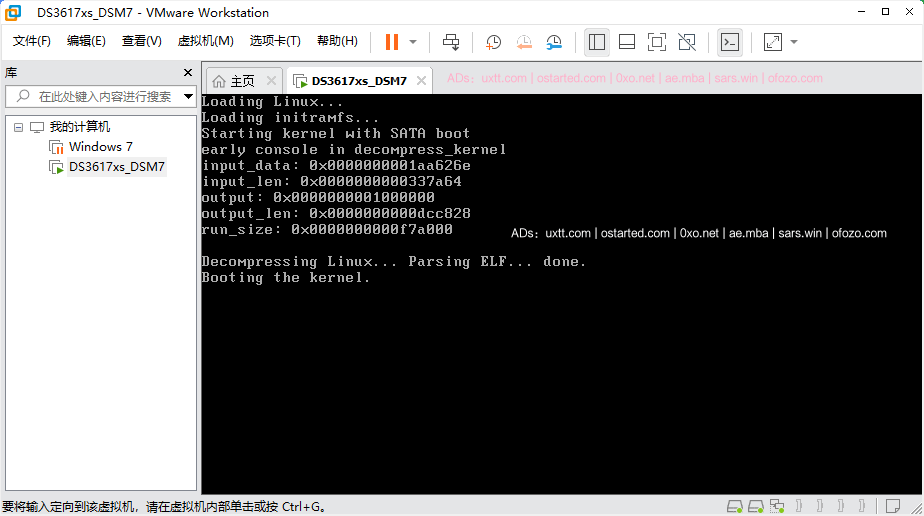 DS3617xs_DSM7 - VMware Workstation
文件(F) 编辑(E) 查看(V) 虚拟机(M) 选项卡(T) 帮助(H)
库
在此处键入内容进行搜索
我的计算机
Windows 7
DS3617xs_DSM7
主页 DS3617xs_DSM7 ADs：uxtt.com | ostarted.com | 0xo.net | ae.mba | sars.win | ofozo.com
Loading Linux...
Loading initramfs...
Starting kernel with SATA boot
early console in decompress_kernel
input_data: 0x0000000001aa626e
input_len: 0x0000000000337a64
output: 0x0000000001000000
output_len: 0x0000000000dcc828
run_size: 0x0000000000f7a000
ADs：uxtt.com | ostarted.com | 0xo.net | ae.mba | sars.win | ofozo.com
Decompressing Linux... Parsing ELF... done.
Booting the kernel.
要将输入定向到该虚拟机，请在虚拟机内部单击或按 Ctrl+G。